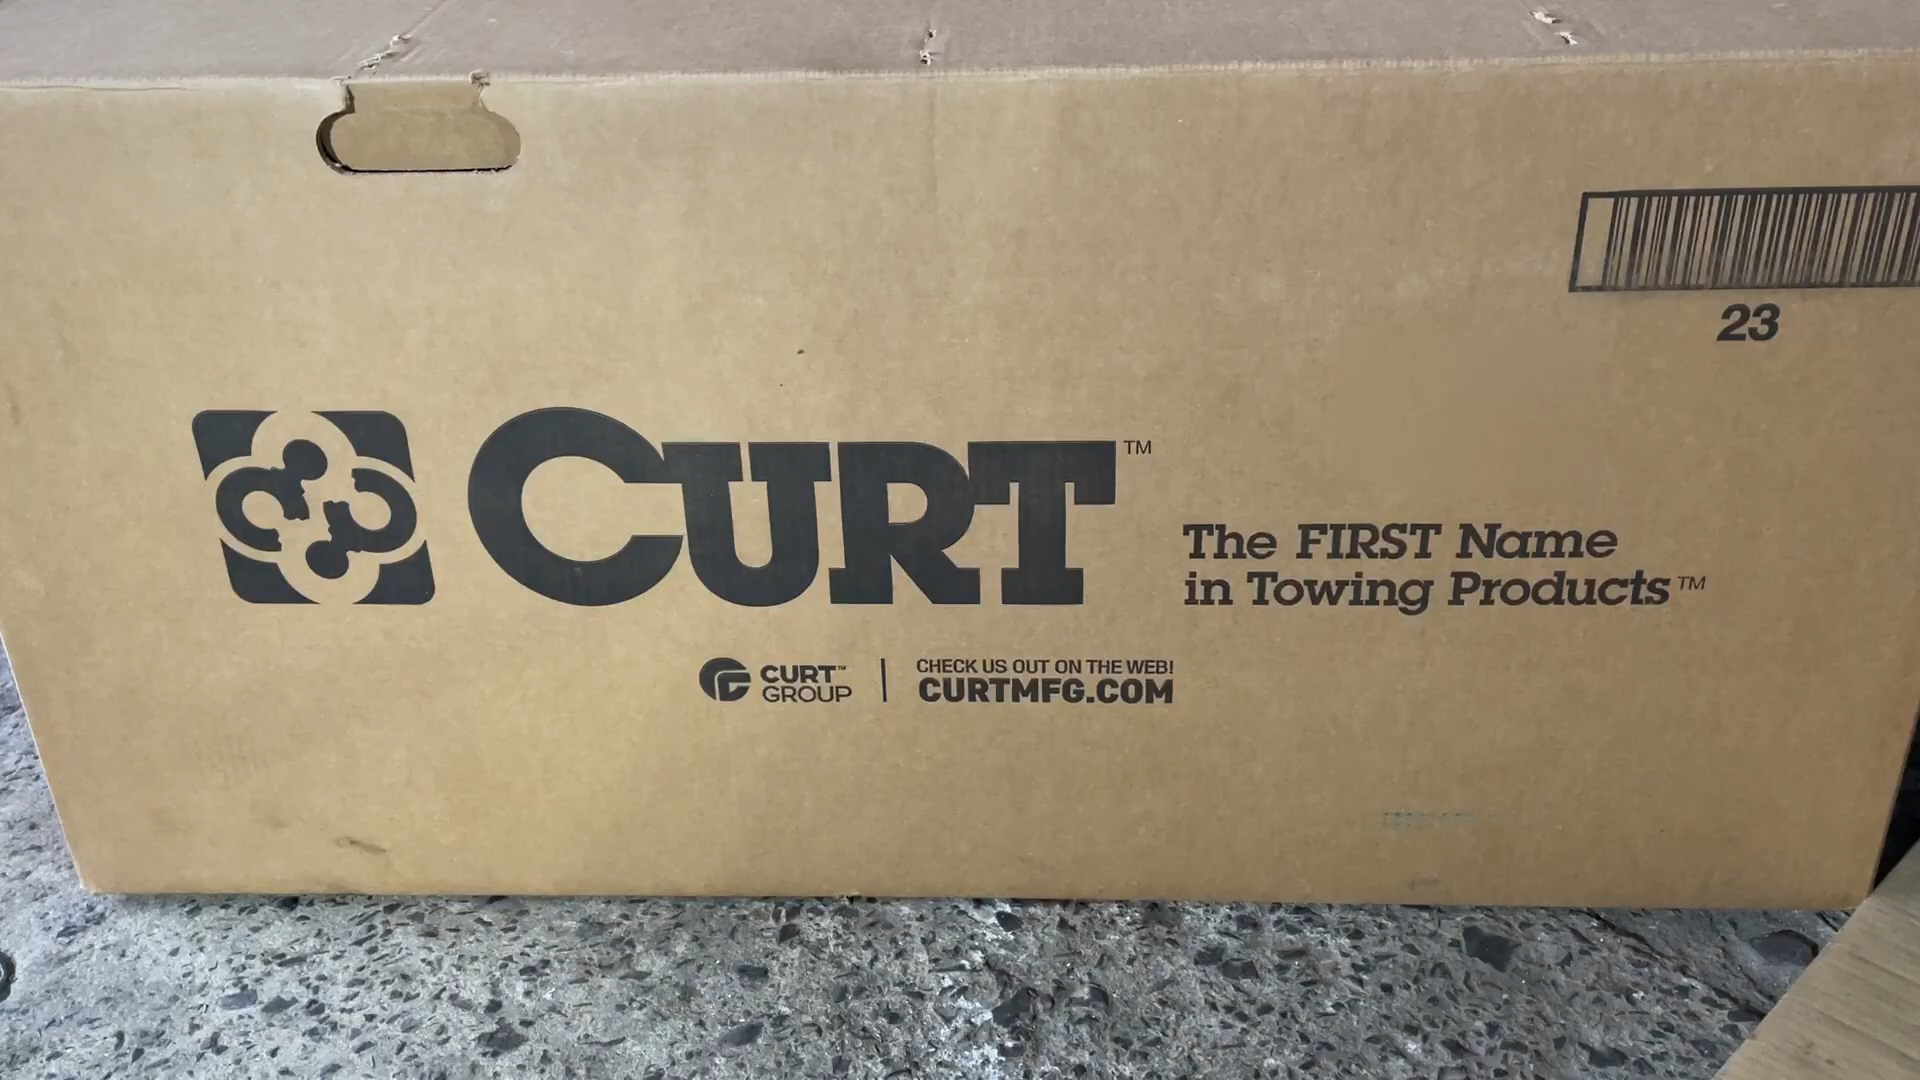 23
CURT™
The FIRST Name
in Towing Products™
CURT™
GROUP
CHECK US OUT ON THE WEB!
CURTMFG.COM